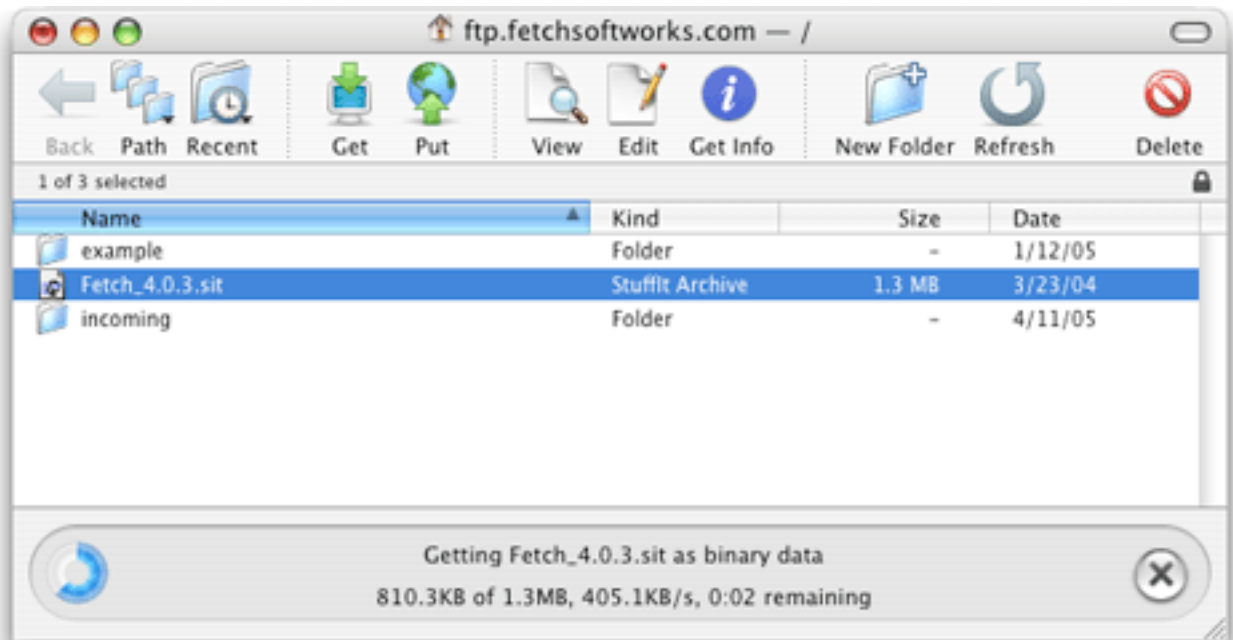 ftp.fetchsoftworks.com — /
Back Path Recent Get Put View Edit Get Info New Folder Refresh Delete
1 of 3 selected
Name Kind Size Date
example Folder – 1/12/05
Fetch_4.0.3.sit StuffIt Archive 1.3 MB 3/23/04
incoming Folder – 4/11/05
Getting Fetch_4.0.3.sit as binary data
810.3KB of 1.3MB, 405.1KB/s, 0:02 remaining